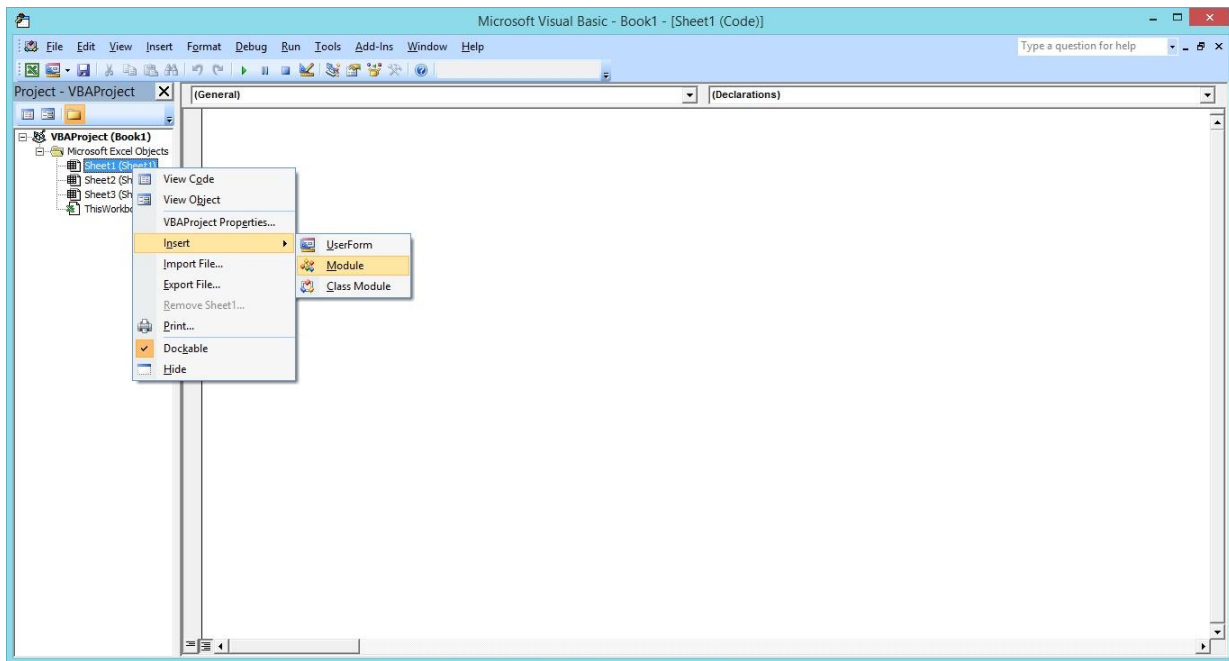 Microsoft Visual Basic - Book1 - [Sheet1 (Code)]
File Edit View Insert Format Debug Run Tools Add-Ins Window Help
Type a question for help
Project - VBAProject
(General)
(Declarations)
VBAProject (Book1)
Microsoft Excel Objects
Sheet1 (Sheet1)
Sheet2 (Sh
Sheet3 (Sh
ThisWorkbo
View Code
View Object
VBAProject Properties...
Insert
Import File...
Export File...
Remove Sheet1...
Print...
Dockable
Hide
UserForm
Module
Class Module